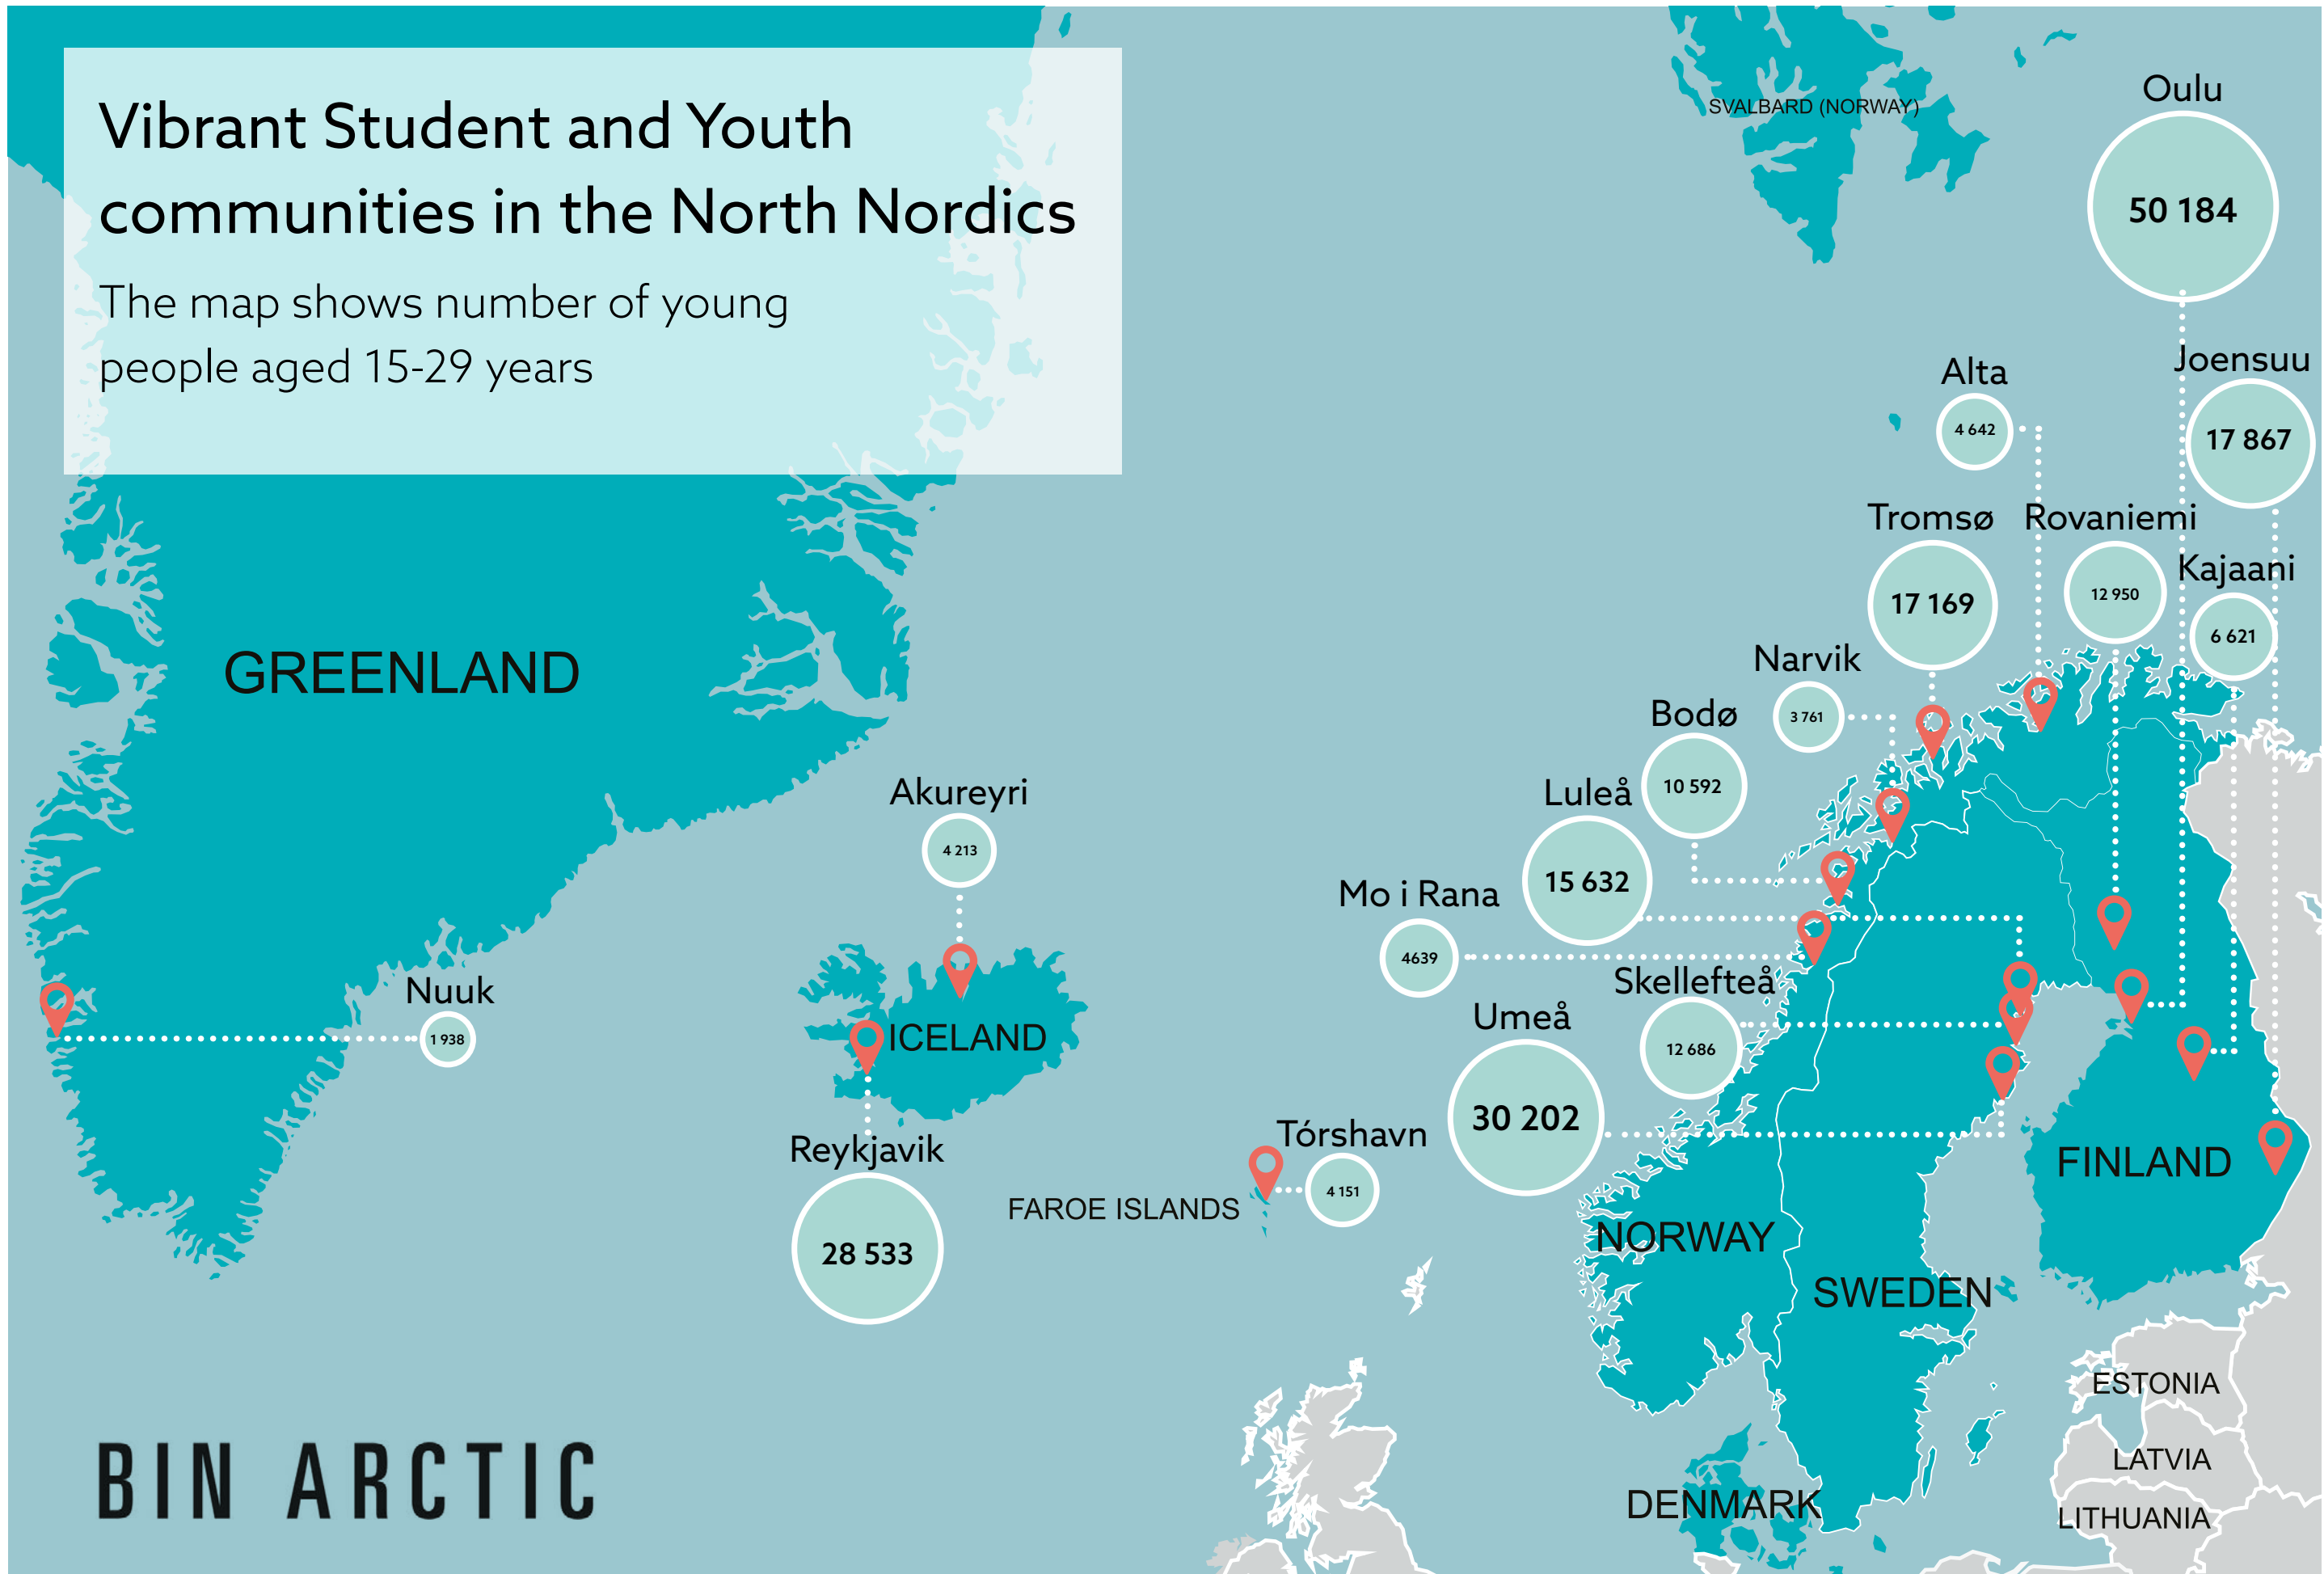 Vibrant Student and Youth
communities in the North Nordics
The map shows number of young
people aged 15-29 years
SVALBARD (NORWAY)
Oulu
50 184
Joensuu
17 867
Alta
4 642
Tromsø
17 169
Rovaniemi
12 950
Kajaani
6 621
Narvik
3 761
Bodø
10 592
Luleå
15 632
Mo i Rana
4639
Skellefteå
12 686
Umeå
30 202
GREENLAND
Nuuk
1 938
Akureyri
4 213
ICELAND
Reykjavik
28 533
Tórshavn
4 151
FAROE ISLANDS
NORWAY
SWEDEN
FINLAND
ESTONIA
LATVIA
LITHUANIA
DENMARK
BIN ARCTIC